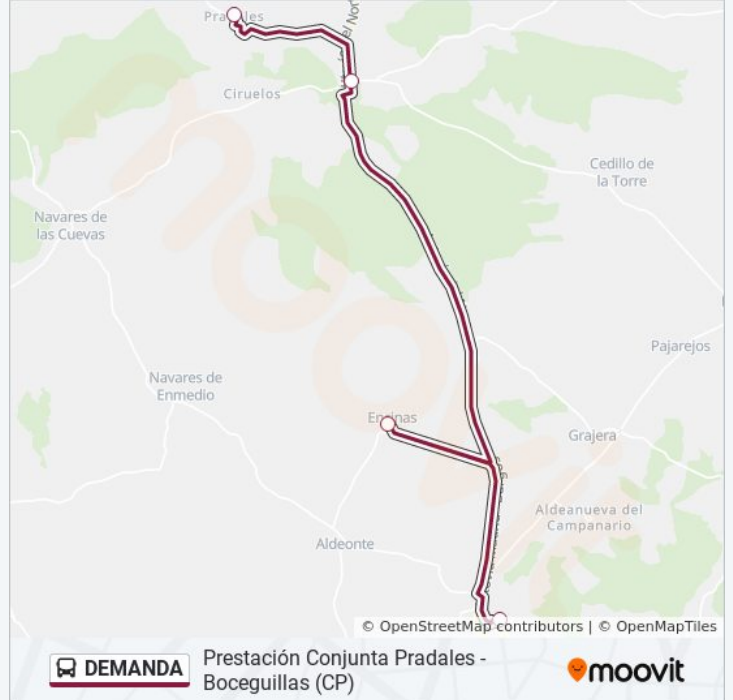 Ciruelos
Cedillo de
la Torre
Navares de
las Cuevas
Pajarejos
Navares de
Enmedio
Encinas
Grajera
Aldeanueva del
Campanario
Aldeonte
© OpenStreetMap contributors | © OpenMapTiles
DEMANDA
Prestación Conjunta Pradales -
Boceguillas (CP)
moovit